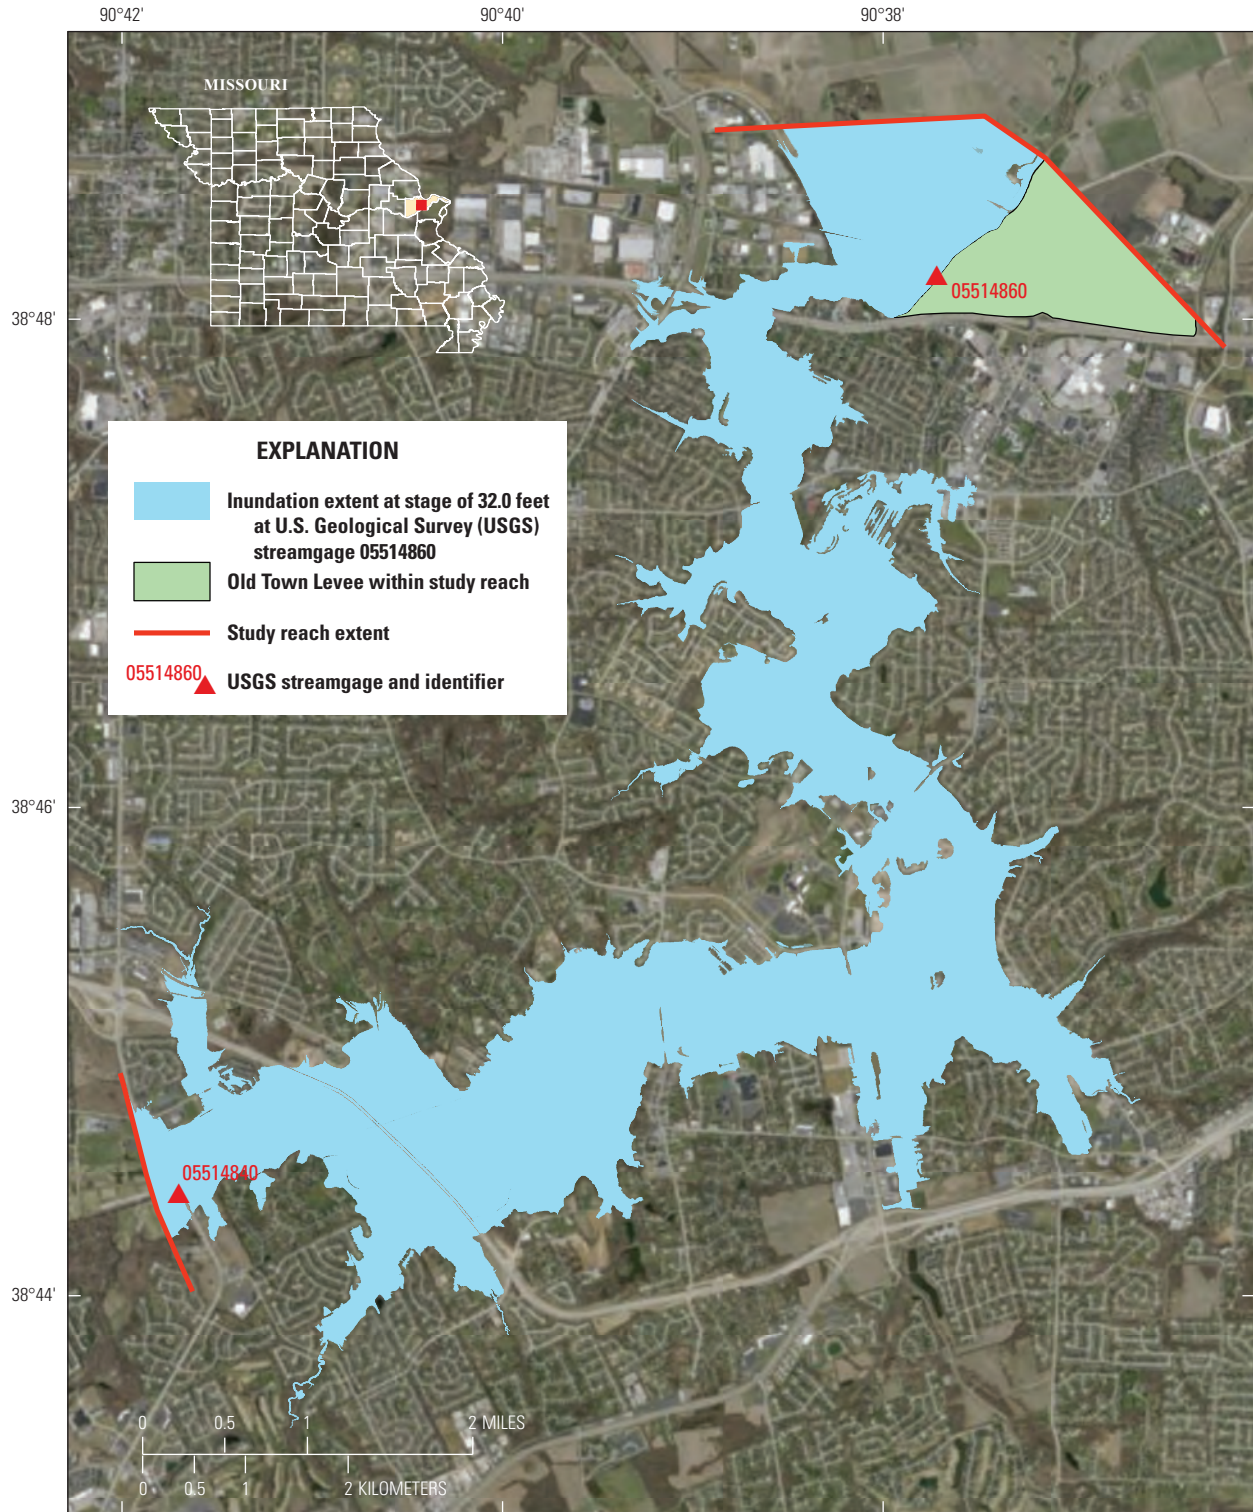 90°42' 90°40' 90°38'
MISSOURI
05514860
38°48'
EXPLANATION
Inundation extent at stage of 32.0 feet
at U.S. Geological Survey (USGS)
streamgage 05514860
Old Town Levee within study reach
Study reach extent
05514860
USGS streamgage and identifier
38°46'
05514840
38°44'
0 0.5 1 2 MILES
0 0.5 1 2 KILOMETERS